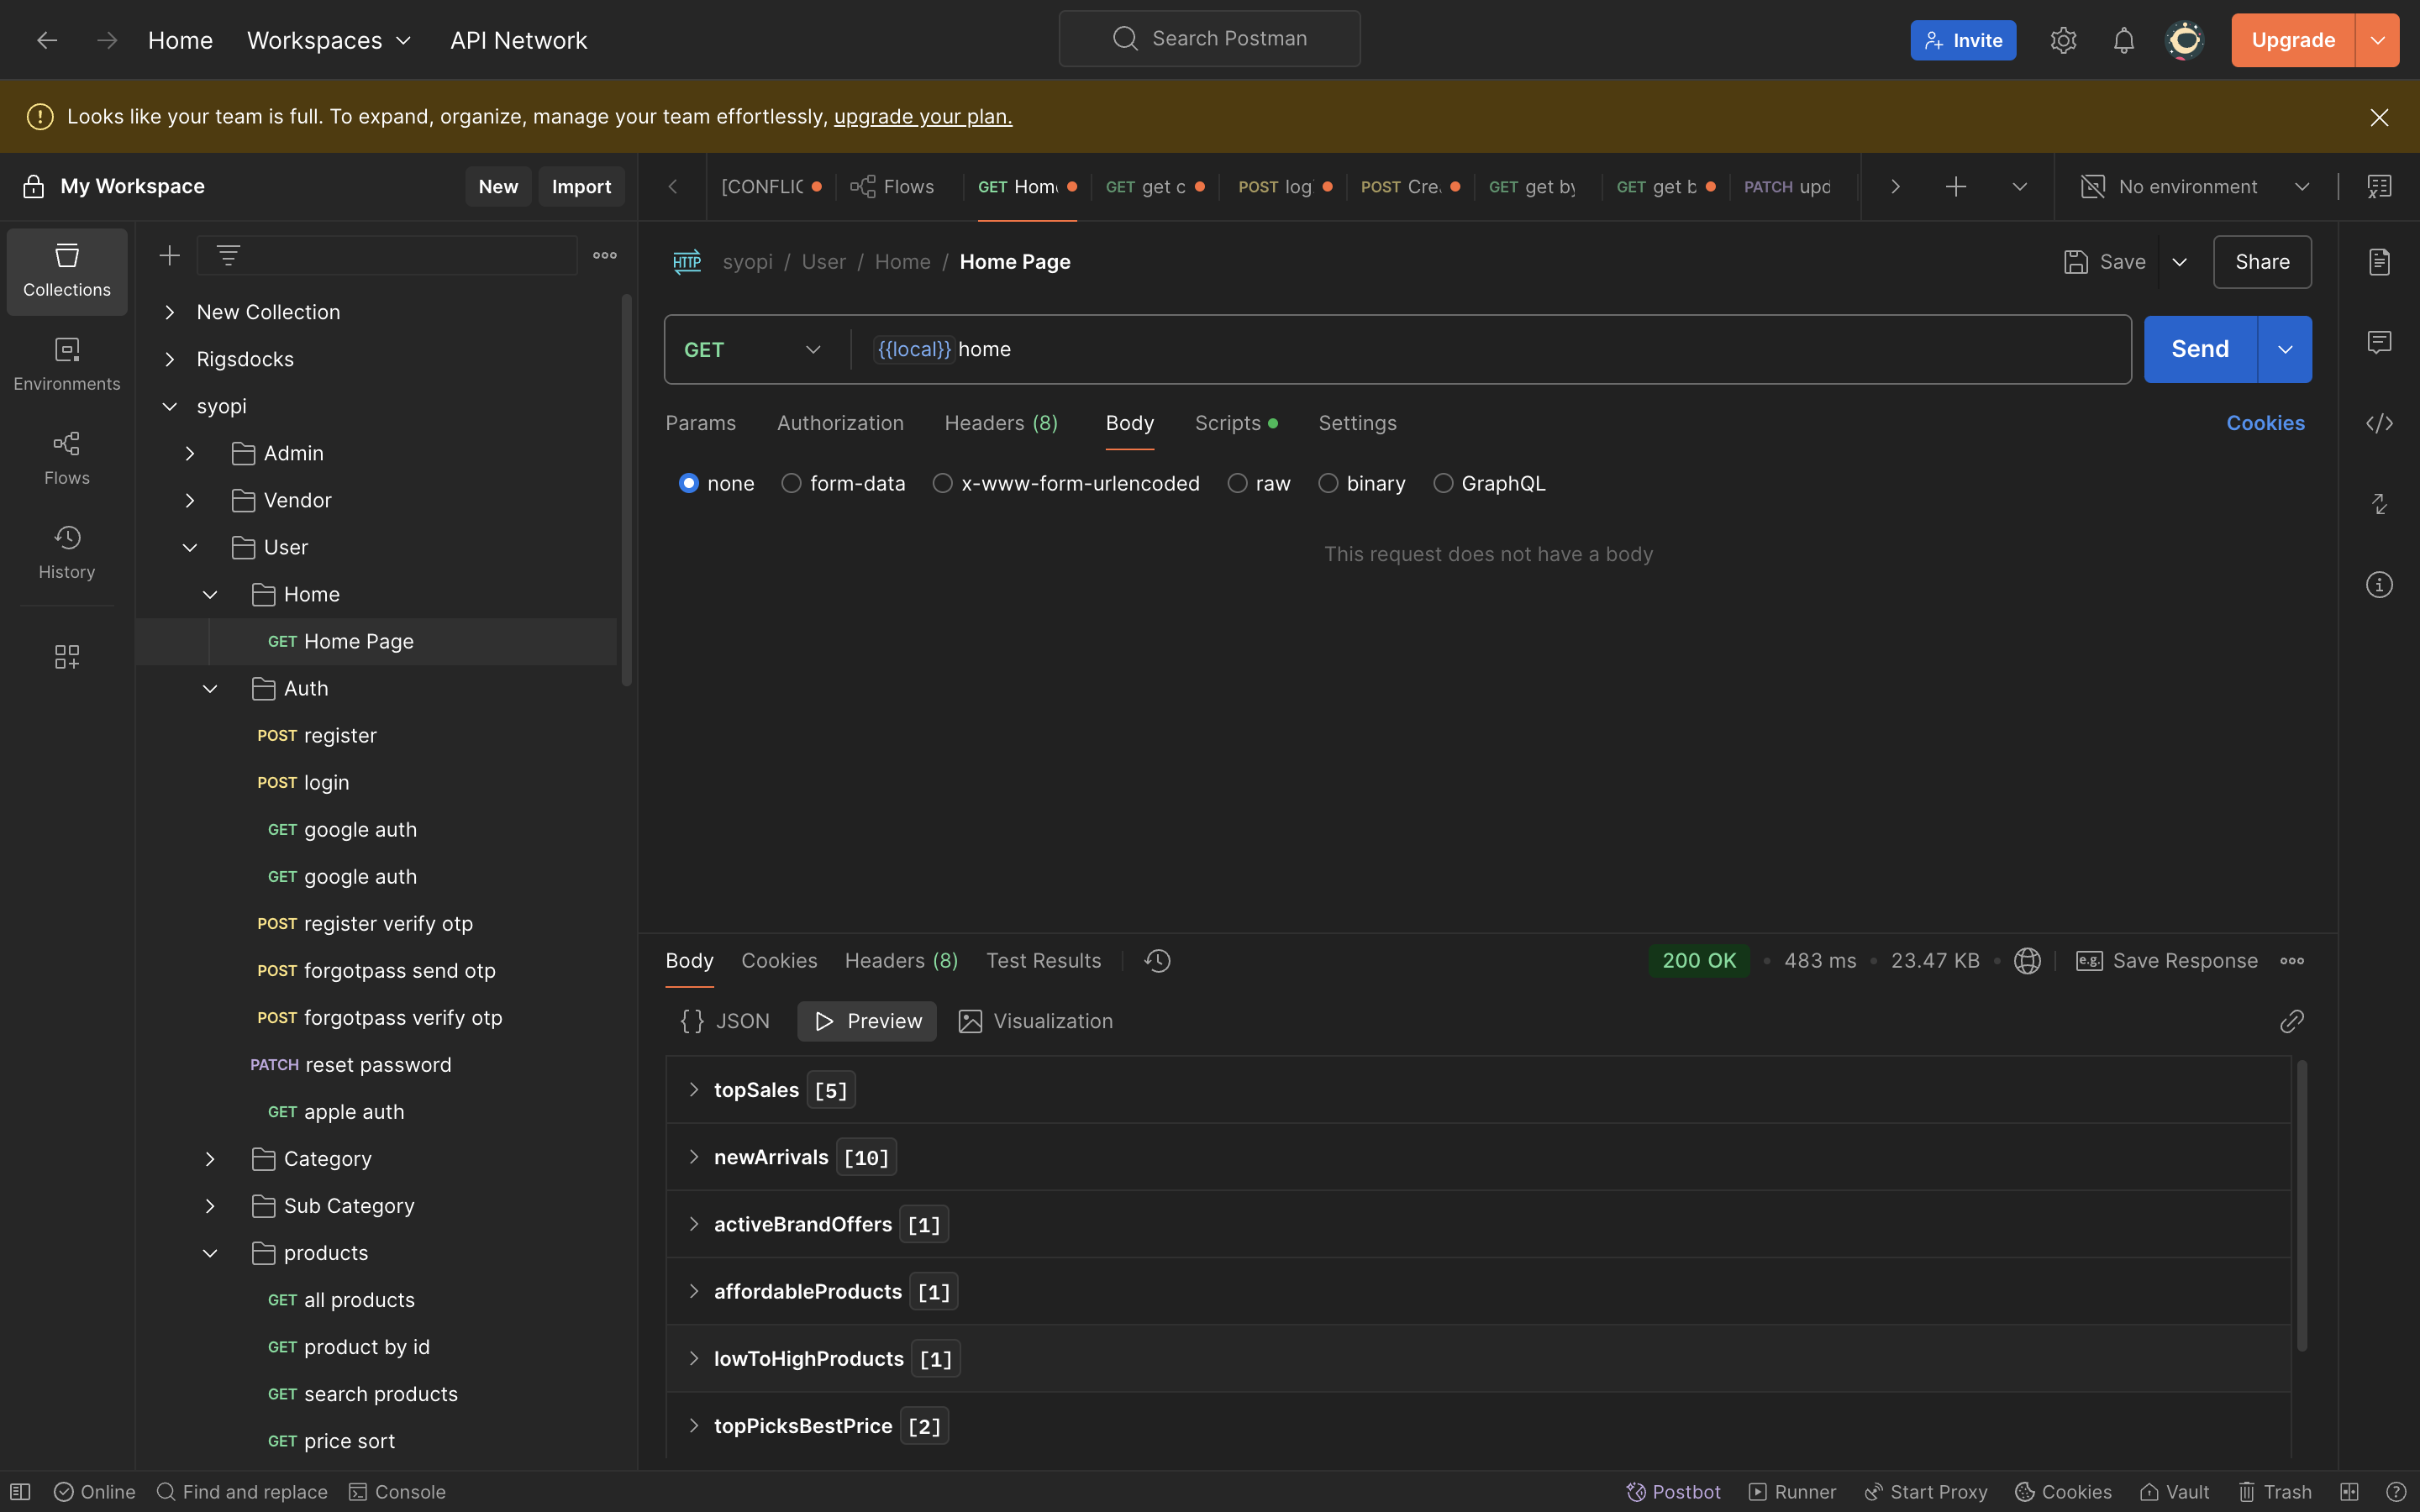 Home Workspaces API Network Search Postman Invite Upgrade
Looks like your team is full. To expand, organize, manage your team effortlessly, upgrade your plan.
My Workspace New Import
[CONFLIC Flows GET Hom GET get c POST log POST Cre GET get by GET get b PATCH upd No environment
Collections
Environments
Flows
History
New Collection
Rigsdocks
syopi
Admin
Vendor
User
Home
GET Home Page
Auth
POST register
POST login
GET google auth
GET google auth
POST register verify otp
POST forgotpass send otp
POST forgotpass verify otp
PATCH reset password
GET apple auth
Category
Sub Category
products
GET all products
GET product by id
GET search products
GET price sort
HTTP syopi / User / Home / Home Page Save Share
GET {{local}}home Send
Params Authorization Headers (8) Body Scripts Settings Cookies
none form-data x-www-form-urlencoded raw binary GraphQL
This request does not have a body
Body Cookies Headers (8) Test Results 200 OK 483 ms 23.47 KB e.g. Save Response
{} JSON Preview Visualization
topSales [5]
newArrivals [10]
activeBrandOffers [1]
affordableProducts [1]
lowToHighProducts [1]
topPicksBestPrice [2]
Online Find and replace Console Postbot Runner Start Proxy Cookies Vault Trash